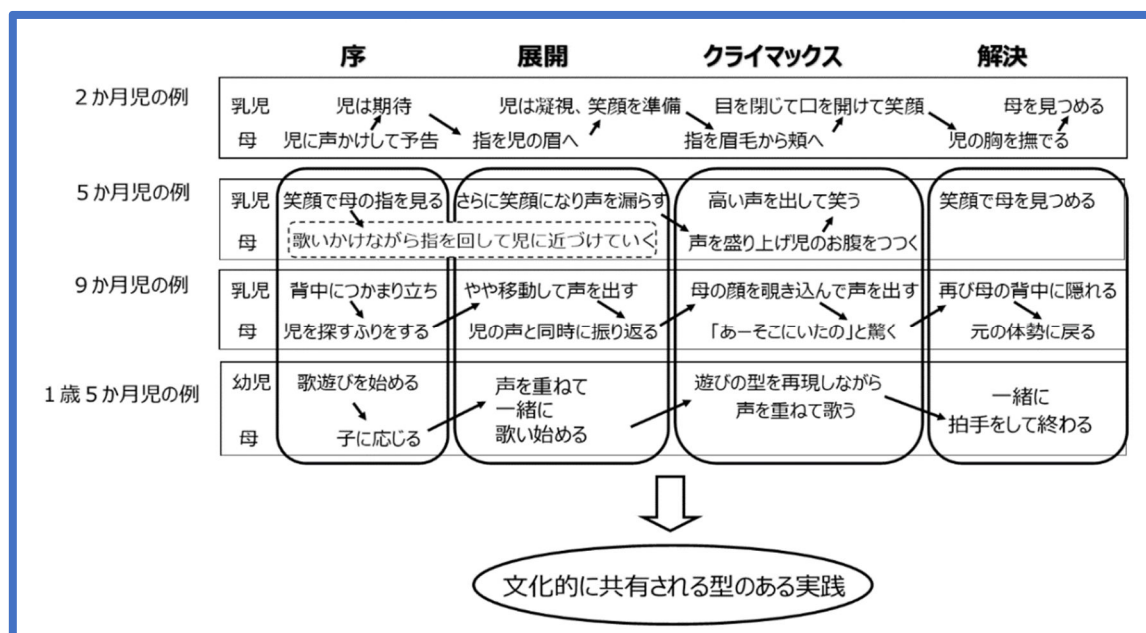 序 展開 クライマックス 解決
2か月児の例
乳児 児は期待 児は凝視、笑顔を準備 目を閉じて口を開けて笑顔 母を見つめる
母 児に声かけして予告 指を児の眉へ 指を眉毛から頬へ 児の胸を撫でる
5か月児の例
乳児 笑顔で母の指を見る さらに笑顔になり声を漏らす 高い声を出して笑う 笑顔で母を見つめる
母 歌いかけながら指を回して児に近づけていく 声を盛り上げ児のお腹をつつく
9か月児の例
乳児 背中につかまり立ち やや移動して声を出す 母の顔を覗き込んで声を出す 再び母の背中に隠れる
母 児を探すふりをする 児の声と同時に振り返る 「あーそこにいたの」と驚く 元の体勢に戻る
1歳5か月児の例
幼児 歌遊びを始める
母 子に応じる
声を重ねて
一緒に
歌い始める
遊びの型を再現しながら
声を重ねて歌う
一緒に
拍手をして終わる
文化的に共有される型のある実践